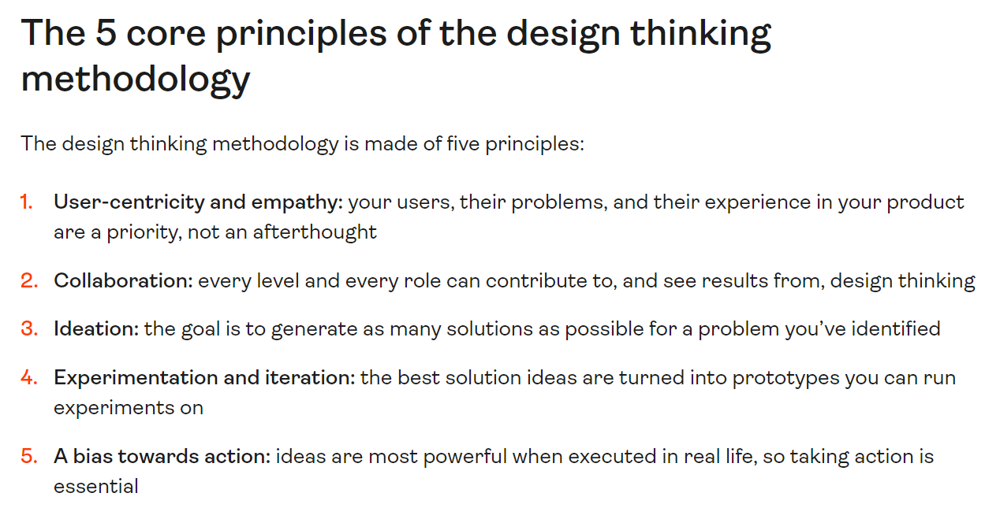 The 5 core principles of the design thinking
methodology
The design thinking methodology is made of five principles:
1. User-centricity and empathy: your users, their problems, and their experience in your product
are a priority, not an afterthought
2. Collaboration: every level and every role can contribute to, and see results from, design thinking
3. Ideation: the goal is to generate as many solutions as possible for a problem you’ve identified
4. Experimentation and iteration: the best solution ideas are turned into prototypes you can run
experiments on
5. A bias towards action: ideas are most powerful when executed in real life, so taking action is
essential